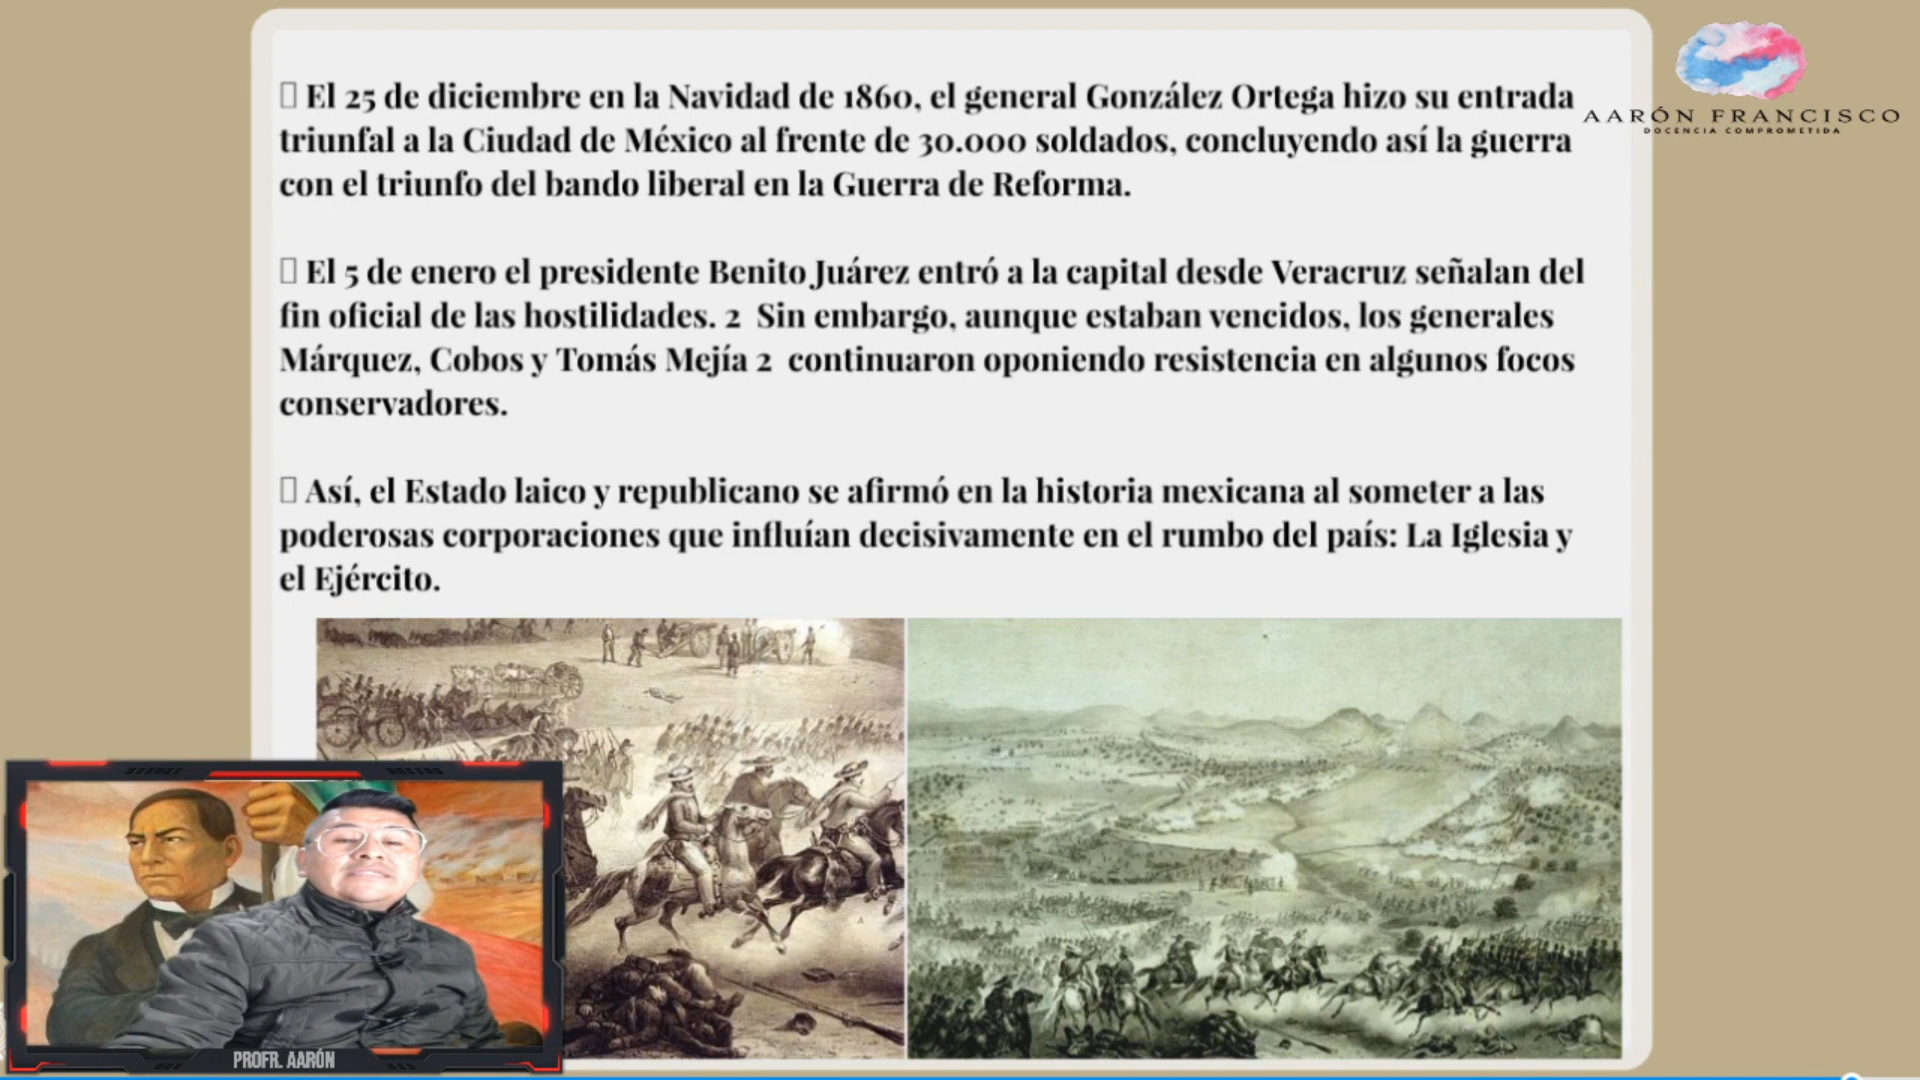 El 25 de diciembre en la Navidad de 1860, el general González Ortega hizo su entrada
triunfal a la Ciudad de México al frente de 30.000 soldados, concluyendo así la guerra
con el triunfo del bando liberal en la Guerra de Reforma.
El 5 de enero el presidente Benito Juárez entró a la capital desde Veracruz señalan del
fin oficial de las hostilidades. 2 Sin embargo, aunque estaban vencidos, los generales
Márquez, Cobos y Tomás Mejía 2 continuaron oponiendo resistencia en algunos focos
conservadores.
Así, el Estado laico y republicano se afirmó en la historia mexicana al someter a las
poderosas corporaciones que influían decisivamente en el rumbo del país: La Iglesia y
el Ejército.
AARÓN FRANCISCO
DOCENCIA COMPROMETIDA
PROFR. AARÓN